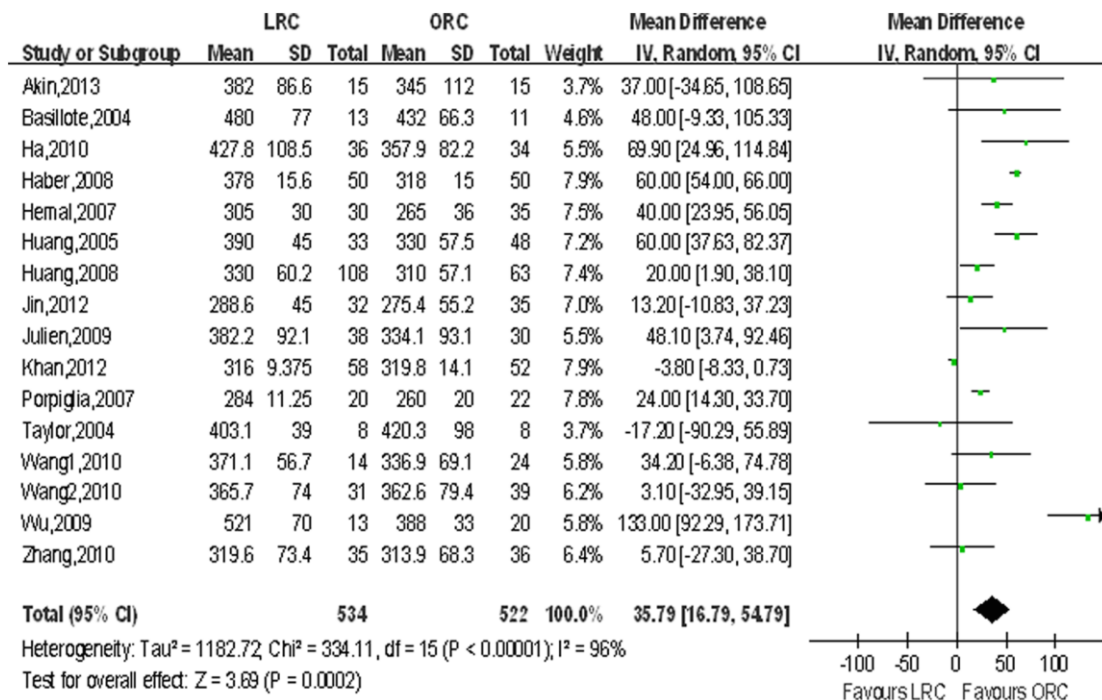 LRC ORC Mean Difference Mean Difference
Study or Subgroup Mean SD Total Mean SD Total Weight IV, Random, 95% CI IV, Random, 95% CI
Akin,2013 382 86.6 15 345 112 15 3.7% 37.00 [-34.65, 108.65]
Basillote,2004 480 77 13 432 66.3 11 4.6% 48.00 [-9.33, 105.33]
Ha,2010 427.8 108.5 36 357.9 82.2 34 5.5% 69.90 [24.96, 114.84]
Haber,2008 378 15.6 50 318 15 50 7.9% 60.00 [54.00, 66.00]
Hemal,2007 305 30 30 265 36 35 7.5% 40.00 [23.95, 56.05]
Huang,2005 390 45 33 330 57.5 48 7.2% 60.00 [37.63, 82.37]
Huang,2008 330 60.2 108 310 57.1 63 7.4% 20.00 [1.90, 38.10]
Jin,2012 288.6 45 32 275.4 55.2 35 7.0% 13.20 [-10.83, 37.23]
Julien,2009 382.2 92.1 38 334.1 93.1 30 5.5% 48.10 [3.74, 92.46]
Khan,2012 316 9.375 58 319.8 14.1 52 7.9% -3.80 [-8.33, 0.73]
Porpiglia,2007 284 11.25 20 260 20 22 7.8% 24.00 [14.30, 33.70]
Taylor,2004 403.1 39 8 420.3 98 8 3.7% -17.20 [-90.29, 55.89]
Wang1,2010 371.1 56.7 14 336.9 69.1 24 5.8% 34.20 [-6.38, 74.78]
Wang2,2010 365.7 74 31 362.6 79.4 39 6.2% 3.10 [-32.95, 39.15]
Wu,2009 521 70 13 388 33 20 5.8% 133.00 [92.29, 173.71]
Zhang,2010 319.6 73.4 35 313.9 68.3 36 6.4% 5.70 [-27.30, 38.70]
Total (95% CI) 534 522 100.0% 35.79 [16.79, 54.79]
Heterogeneity: Tau² = 1182.72, Chi² = 334.11, df = 15 (P < 0.00001); I² = 96%
Test for overall effect: Z = 3.69 (P = 0.0002)
-100 -50 0 50 100
Favours LRC Favours ORC